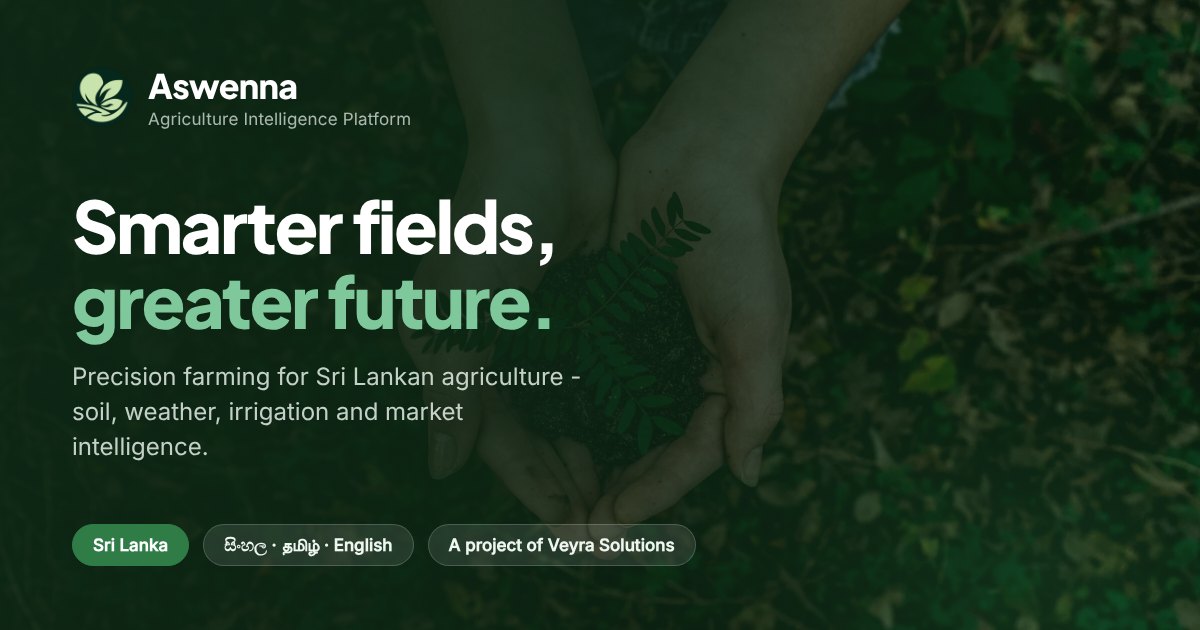 Aswenna
Agriculture Intelligence Platform
Smarter fields,
greater future.
Precision farming for Sri Lankan agriculture -
soil, weather, irrigation and market
intelligence.
Sri Lanka
සිංහල · தமிழ் · English
A project of Veyra Solutions